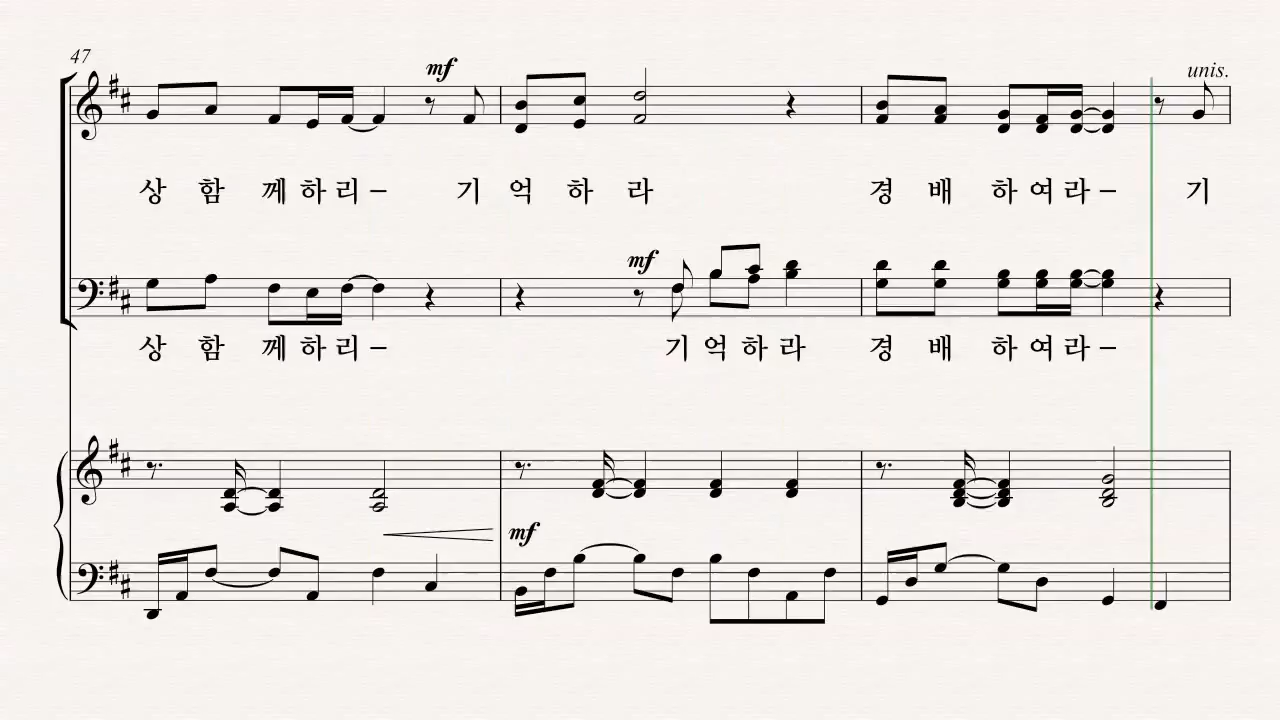 47
mf
unis.
상 함 께 하 리 – 기 억 하 라 경 배 하 여 라 – 기
mf
상 함 께 하 리 – 기 억 하 라 경 배 하 여 라 –
mf